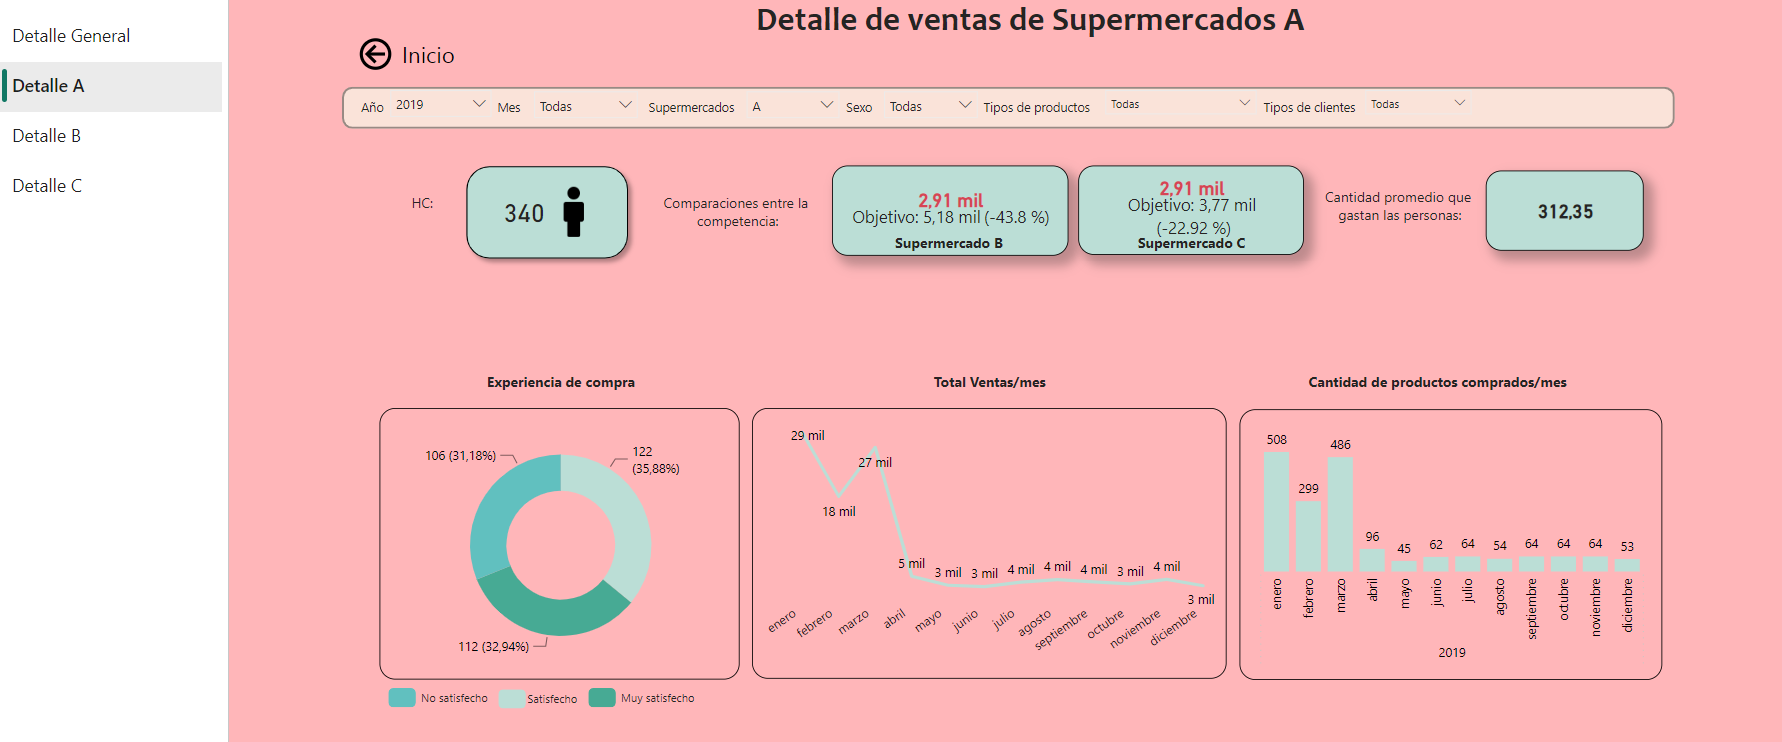 Detalle General
Detalle A
Detalle B
Detalle C
Detalle de ventas de Supermercados A
Inicio
Año 2019 Mes Todas Supermercados A Sexo Todas Tipos de productos Todas Tipos de clientes Todas
HC:
340
Comparaciones entre la
competencia:
2,91 mil
Objetivo: 5,18 mil (-43.8 %)
Supermercado B
2,91 mil
Objetivo: 3,77 mil
(-22.92 %)
Supermercado C
Cantidad promedio que
gastan las personas:
312,35
Experiencia de compra
106 (31,18%)
122
(35,88%)
112 (32,94%)
No satisfecho Satisfecho Muy satisfecho
Total Ventas/mes
29 mil
18 mil
27 mil
5 mil
3 mil
3 mil
4 mil
4 mil
4 mil
3 mil
4 mil
3 mil
enero
febrero
marzo
abril
mayo
junio
julio
agosto
septiembre
octubre
noviembre
diciembre
Cantidad de productos comprados/mes
508
299
486
96
45
62
64
54
64
64
64
53
enero
febrero
marzo
abril
mayo
junio
julio
agosto
septiembre
octubre
noviembre
diciembre
2019